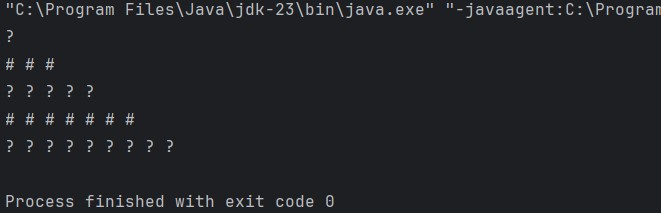 "C:\Program Files\Java\jdk-23\bin\java.exe" "-javaagent:C:\Program
?
# # #
? ? ? ? ?
# # # # # # #
? ? ? ? ? ? ? ? ?
Process finished with exit code 0